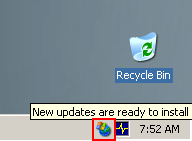 Recycle Bin
New updates are ready to install
7:52 AM